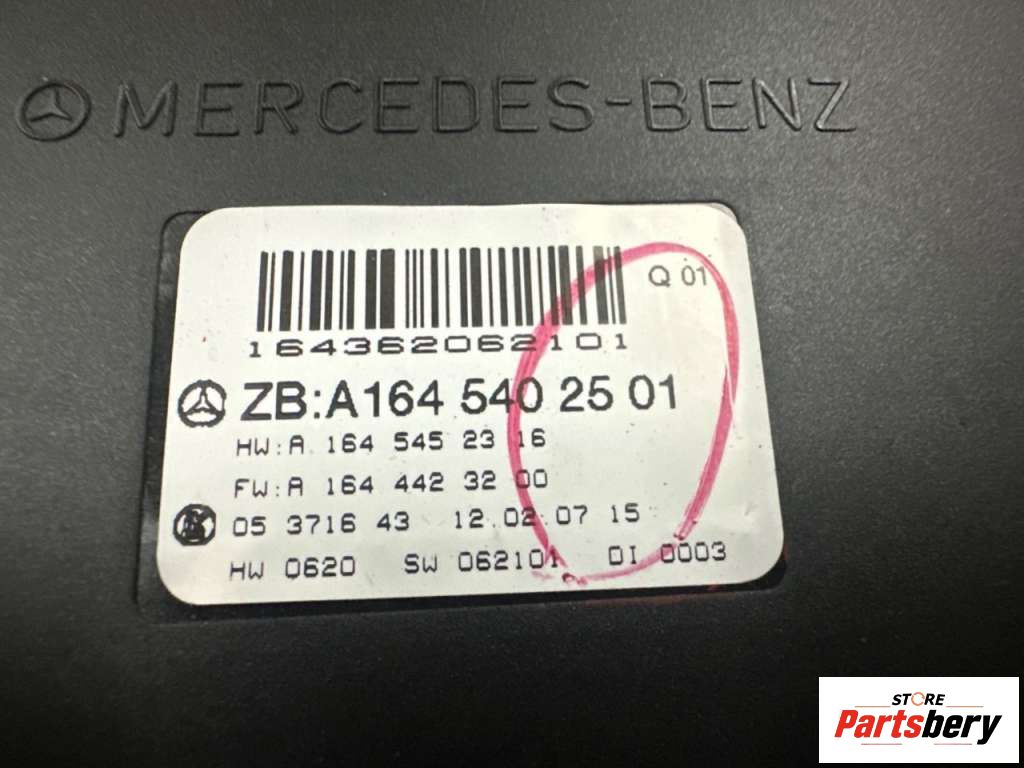 MERCEDES-BENZ
Q 01
164362062101
ZB:A164 540 25 01
HW:A 164 545 23 16
FW:A 164 442 32 00
05 3716 43 12.02.07 15
HW 0620 SW 062101 DI 0003
STORE
Partsbery